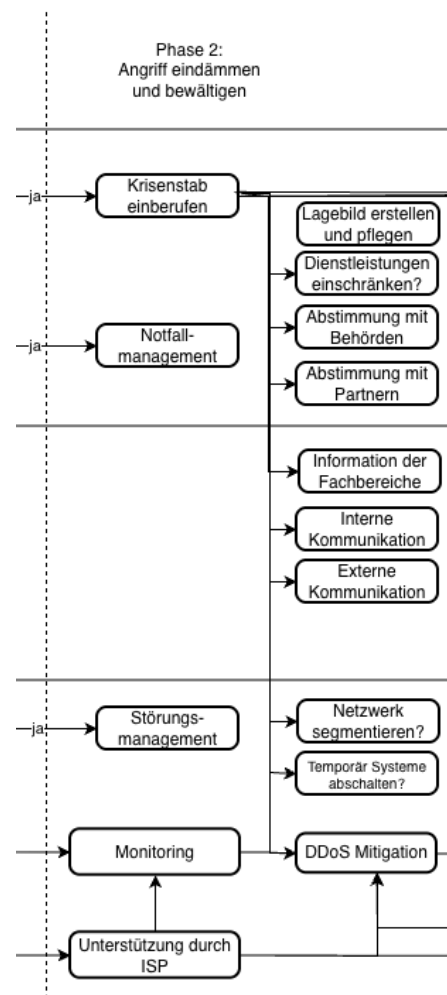 Phase 2:
Angriff eindämmen
und bewältigen
ja
Krisenstab
einberufen
Lagebild erstellen
und pflegen
Dienstleistungen
einschränken?
ja
Notfall-
management
Abstimmung mit
Behörden
Abstimmung mit
Partnern
Information der
Fachbereiche
Interne
Kommunikation
Externe
Kommunikation
ja
Störungs-
management
Netzwerk
segmentieren?
Temporär Systeme
abschalten?
Monitoring
DDoS Mitigation
Unterstützung durch
ISP